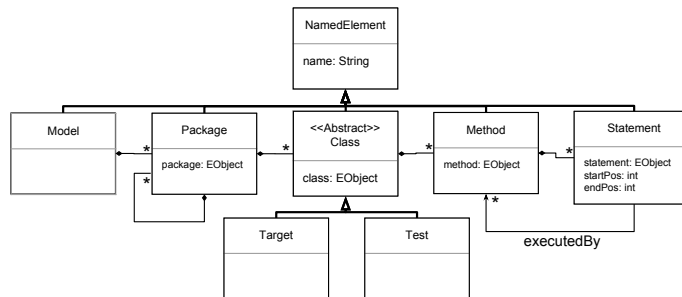 NamedElement
name: String
Model
Package
package: EObject
<<Abstract>>
Class
class: EObject
Method
method: EObject
Statement
statement: EObject
startPos: int
endPos: int
*
*
*
*
*
*
executedBy
Target
Test